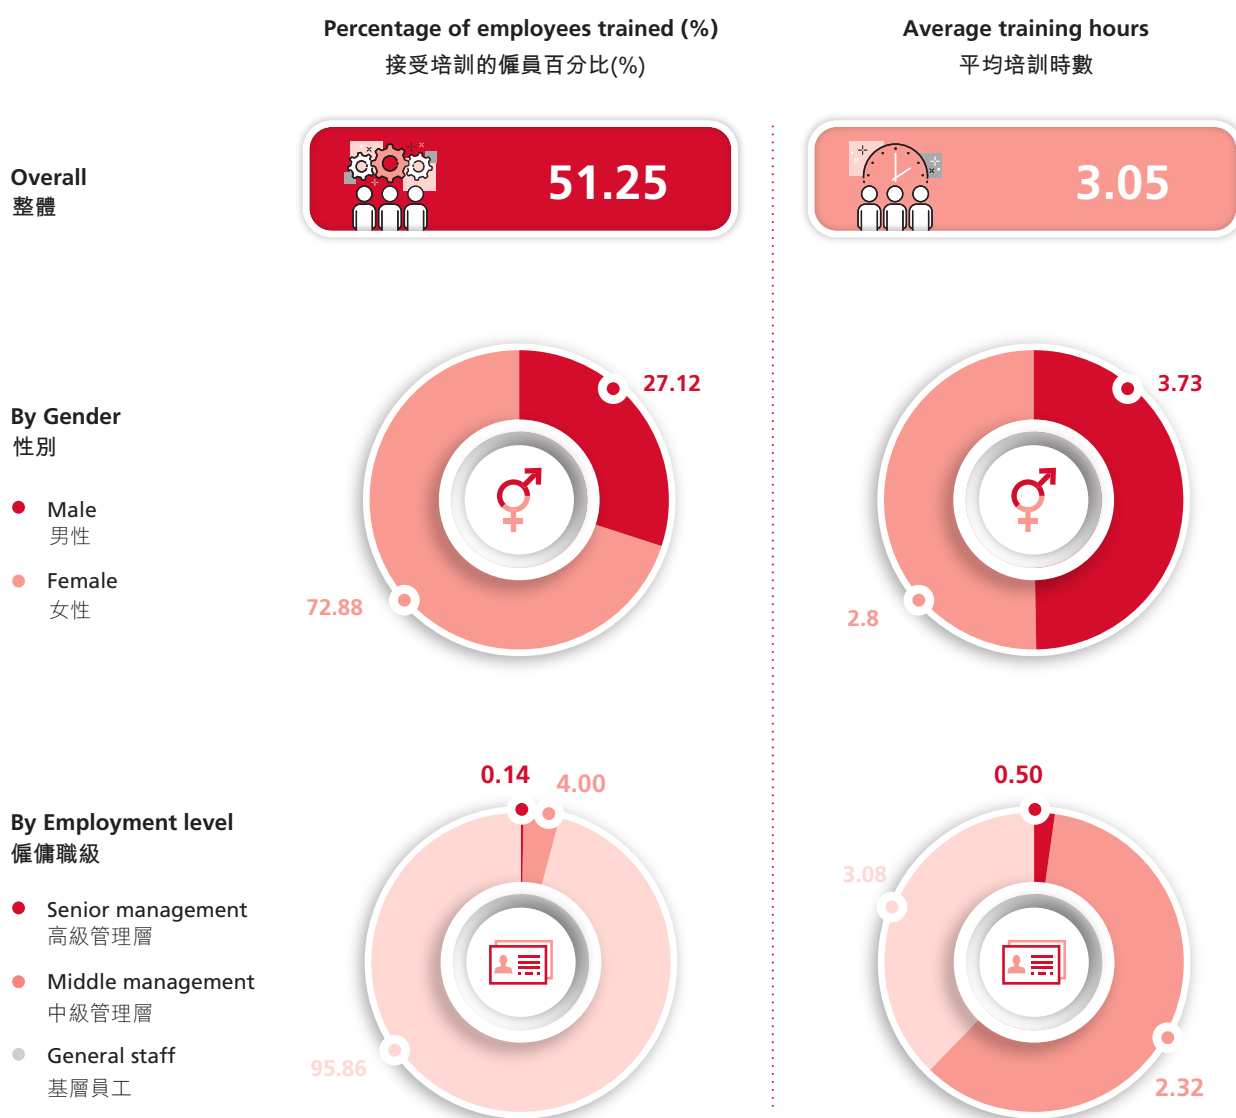 Percentage of employees trained (%)
接受培訓的僱員百分比(%)
Average training hours
平均培訓時數
Overall
整體
51.25
3.05
By Gender
性別
Male
男性
Female
女性
27.12
72.88
3.73
2.8
By Employment level
僱傭職級
Senior management
高級管理層
Middle management
中級管理層
General staff
基層員工
0.14
4.00
95.86
0.50
3.08
2.32